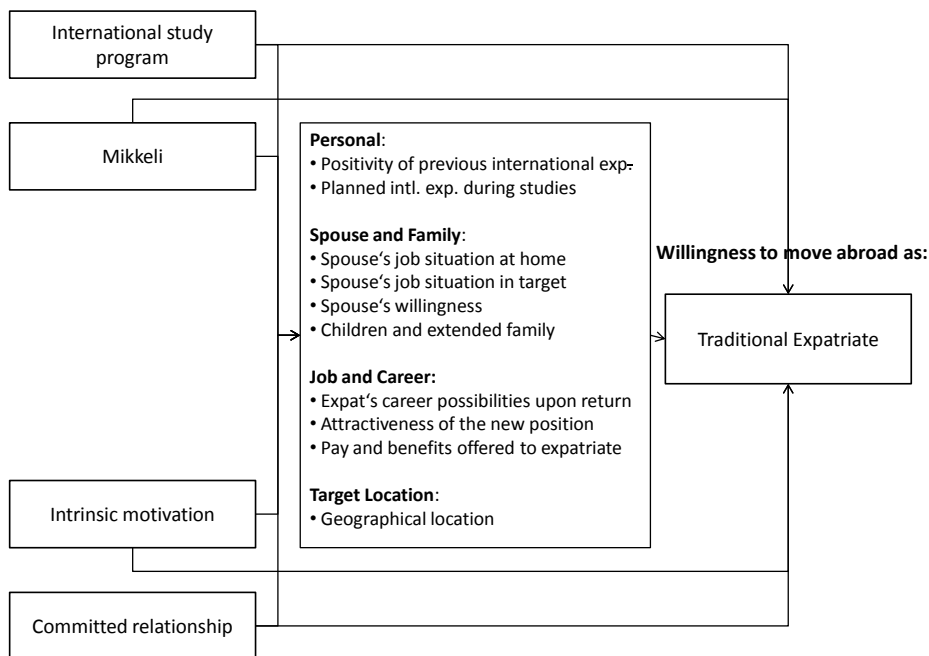 International study
program
Mikkeli
Personal:
• Positivity of previous international exp.
• Planned intl. exp. during studies
Spouse and Family:
• Spouse‘s job situation at home
• Spouse‘s job situation in target
• Spouse‘s willingness
• Children and extended family
Job and Career:
• Expat‘s career possibilities upon return
• Attractiveness of the new position
• Pay and benefits offered to expatriate
Target Location:
• Geographical location
Willingness to move abroad as:
Traditional Expatriate
Intrinsic motivation
Committed relationship